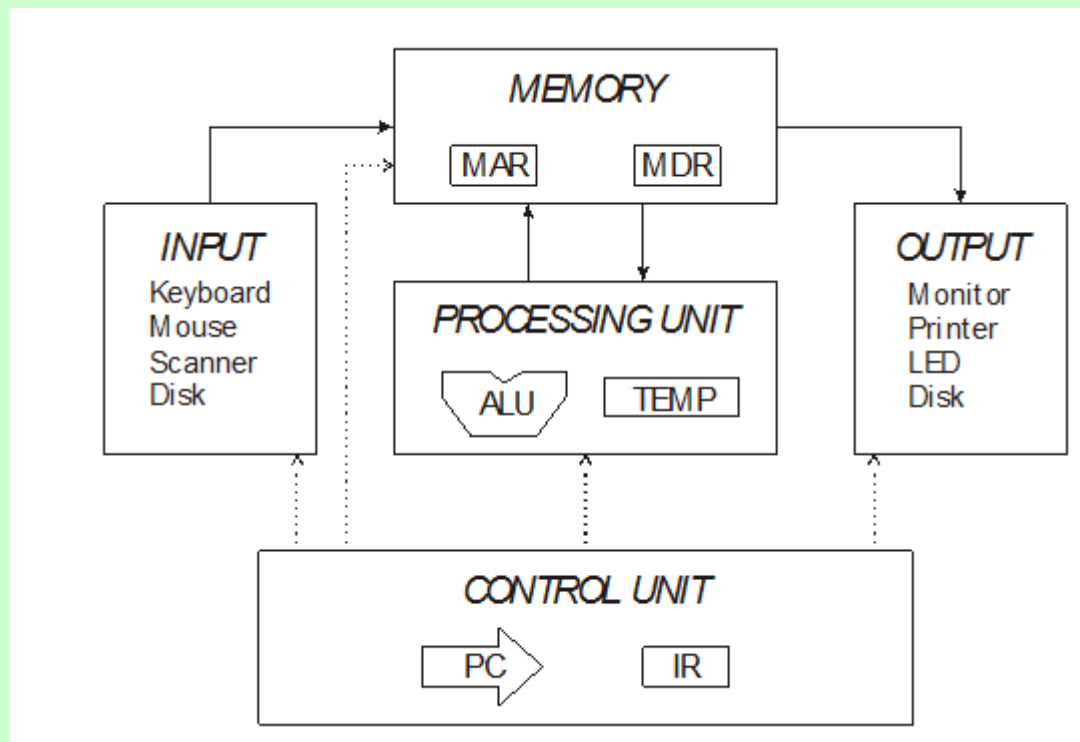 MEMORY
MAR
MDR
INPUT
Keyboard
Mouse
Scanner
Disk
PROCESSING UNIT
ALU
TEMP
OUTPUT
Monitor
Printer
LED
Disk
CONTROL UNIT
PC
IR